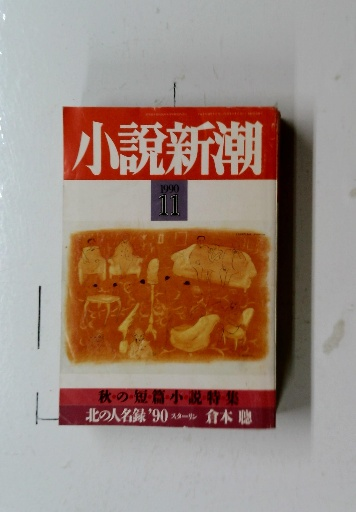 小説新潮
1990
11
秋の短篇小説特集
北の人名録'90 スターリン 倉本聰